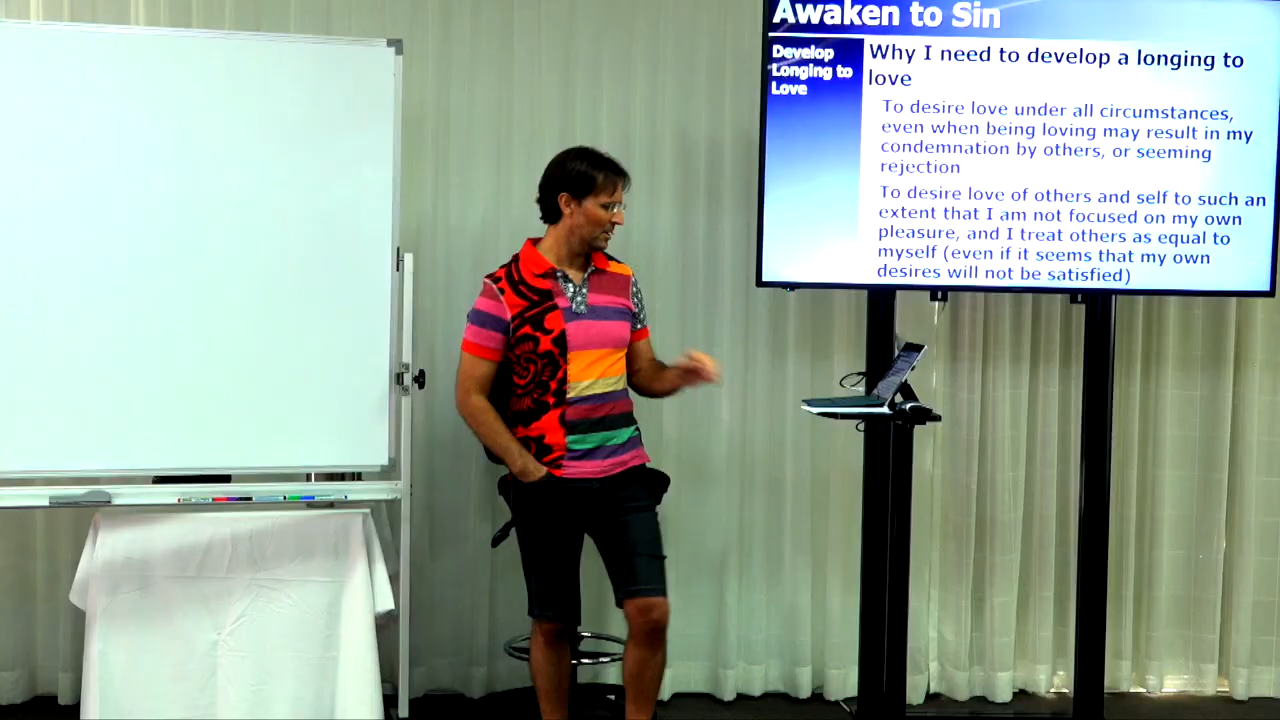 Awaken to Sin
Develop
Longing to
Love
Why I need to develop a longing to
love
To desire love under all circumstances,
even when being loving may result in my
condemnation by others, or seeming
rejection
To desire love of others and self to such an
extent that I am not focused on my own
pleasure, and I treat others as equal to
myself (even if it seems that my own
desires will not be satisfied)